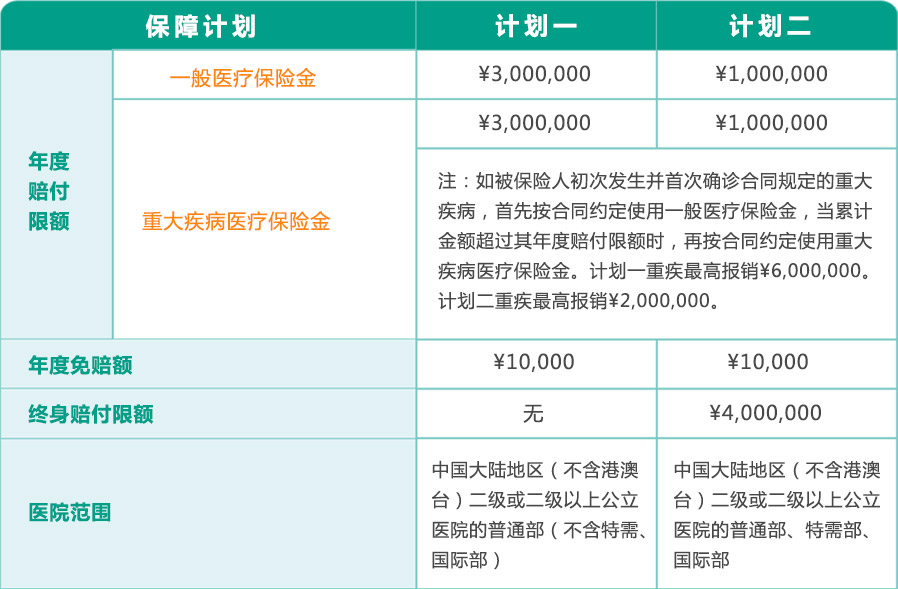 保障计划 计划一 计划二
一般医疗保险金 ¥3,000,000 ¥1,000,000
¥3,000,000 ¥1,000,000
年度
赔付
限额
重大疾病医疗保险金
注：如被保险人初次发生并首次确诊合同规定的重大
疾病，首先按合同约定使用一般医疗保险金，当累计
金额超过其年度赔付限额时，再按合同约定使用重大
疾病医疗保险金。计划一重疾最高报销¥6,000,000。
计划二重疾最高报销¥2,000,000。
年度免赔额 ¥10,000 ¥10,000
终身赔付限额 无 ¥4,000,000
医院范围
中国大陆地区（不含港澳
台）二级或二级以上公立
医院的普通部（不含特需、
国际部）
中国大陆地区（不含港澳
台）二级或二级以上公立
医院的普通部、特需部、
国际部